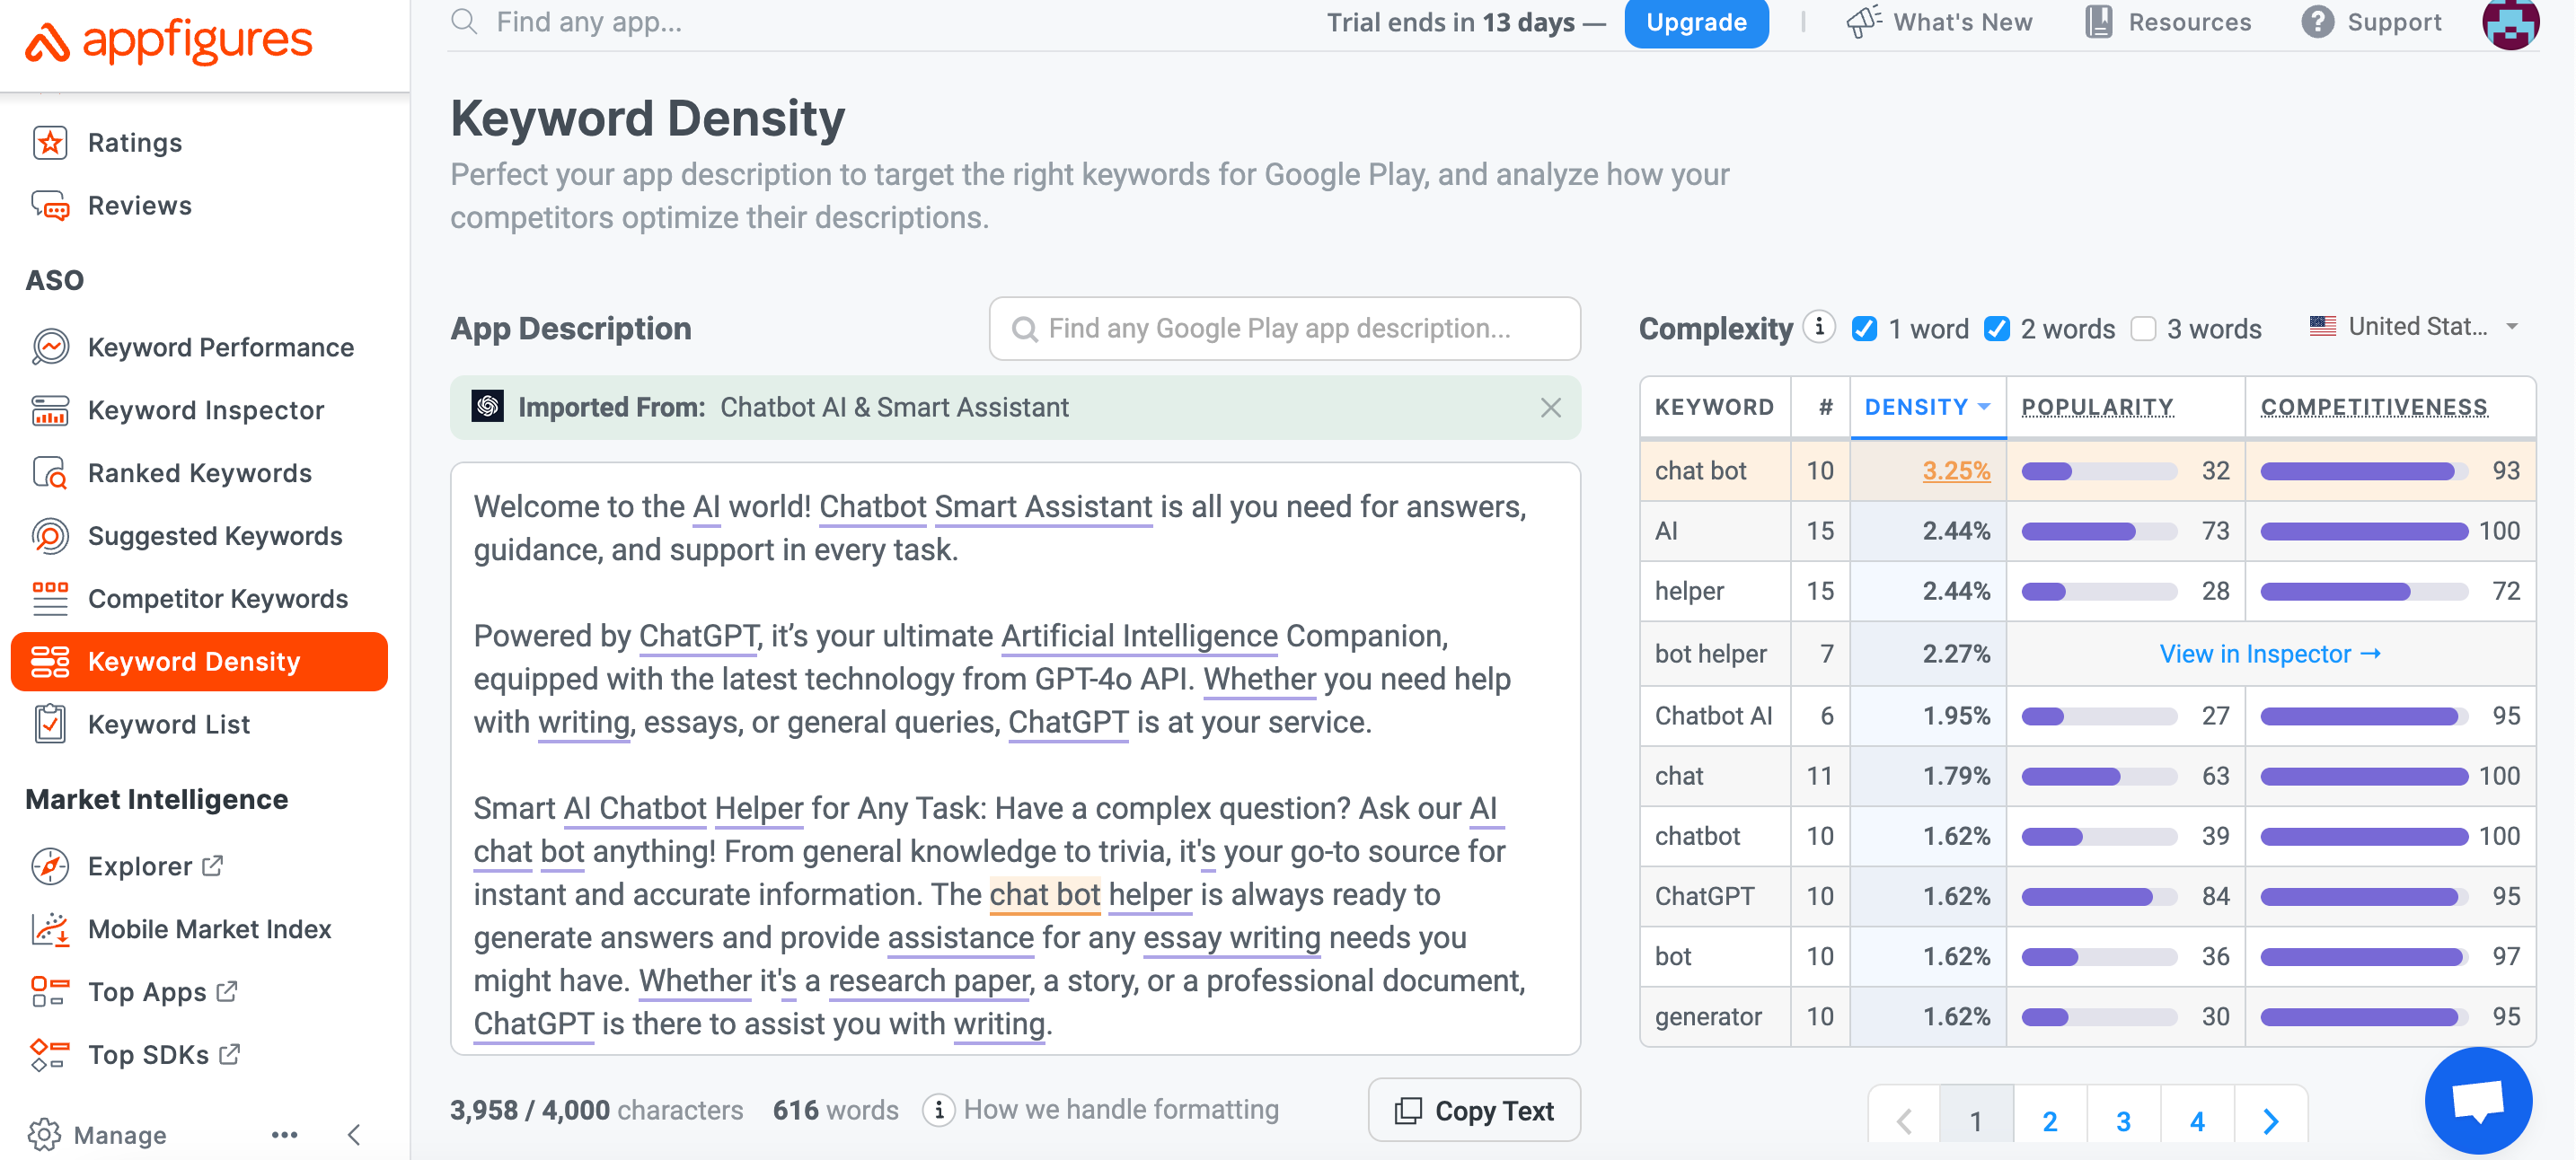 appfigures
Find any app...
Trial ends in 13 days —
Upgrade
What's New
Resources
Support
Ratings
Reviews
ASO
Keyword Performance
Keyword Inspector
Ranked Keywords
Suggested Keywords
Competitor Keywords
Keyword Density
Keyword List
Market Intelligence
Explorer
Mobile Market Index
Top Apps
Top SDKs
Manage
Keyword Density
Perfect your app description to target the right keywords for Google Play, and analyze how your
competitors optimize their descriptions.
App Description
Find any Google Play app description...
Imported From: Chatbot AI & Smart Assistant
Welcome to the AI world! Chatbot Smart Assistant is all you need for answers,
guidance, and support in every task.
Powered by ChatGPT, it’s your ultimate Artificial Intelligence Companion,
equipped with the latest technology from GPT-4o API. Whether you need help
with writing, essays, or general queries, ChatGPT is at your service.
Smart AI Chatbot Helper for Any Task: Have a complex question? Ask our AI
chat bot anything! From general knowledge to trivia, it's your go-to source for
instant and accurate information. The chat bot helper is always ready to
generate answers and provide assistance for any essay writing needs you
might have. Whether it's a research paper, a story, or a professional document,
ChatGPT is there to assist you with writing.
3,958 / 4,000 characters 616 words
How we handle formatting
Copy Text
Complexity
1 word
2 words
3 words
United Stat...
KEYWORD # DENSITY POPULARITY COMPETITIVENESS
chat bot 10 3.25% 32 93
AI 15 2.44% 73 100
helper 15 2.44% 28 72
bot helper 7 2.27% View in Inspector →
Chatbot AI 6 1.95% 27 95
chat 11 1.79% 63 100
chatbot 10 1.62% 39 100
ChatGPT 10 1.62% 84 95
bot 10 1.62% 36 97
generator 10 1.62% 30 95
1 2 3 4